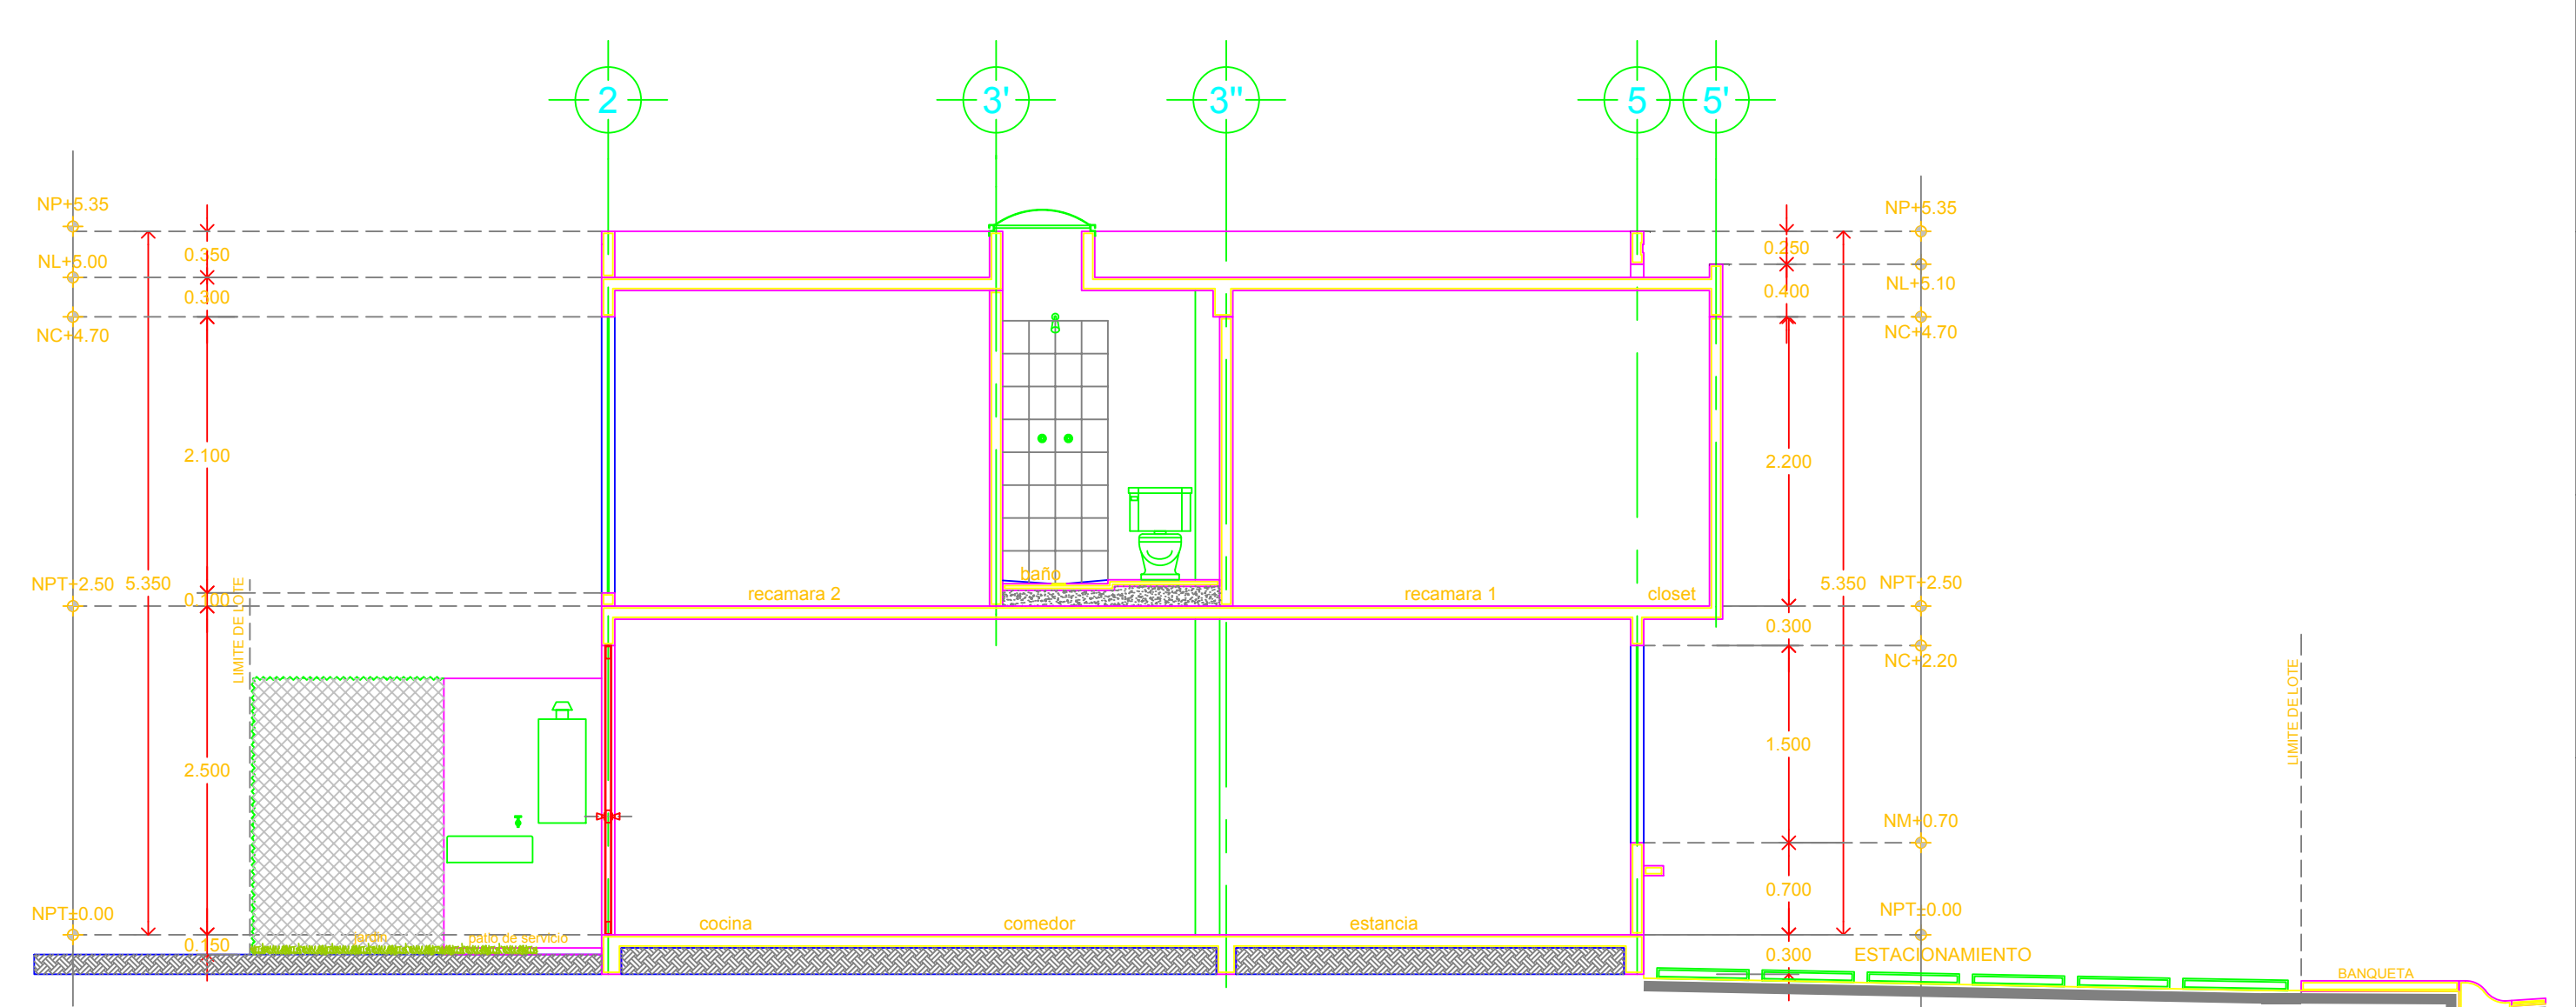 2
3'
3"
5
5'
NP+5.35
0.350
NL+5.00
0.300
NC+4.70
2.100
NPT+2.50
5.350
0.100
LIMITE DE LOTE
2.500
NPT±0.00
0.150
jardin
patio de servicio
recamara 2
baño
recamara 1
closet
cocina
comedor
estancia
NP+5.35
0.250
NL+5.10
0.400
NC+4.70
2.200
5.350
NPT+2.50
0.300
NC+2.20
1.500
NM+0.70
0.700
NPT±0.00
0.300
ESTACIONAMIENTO
LIMITE DE LOTE
BANQUETA